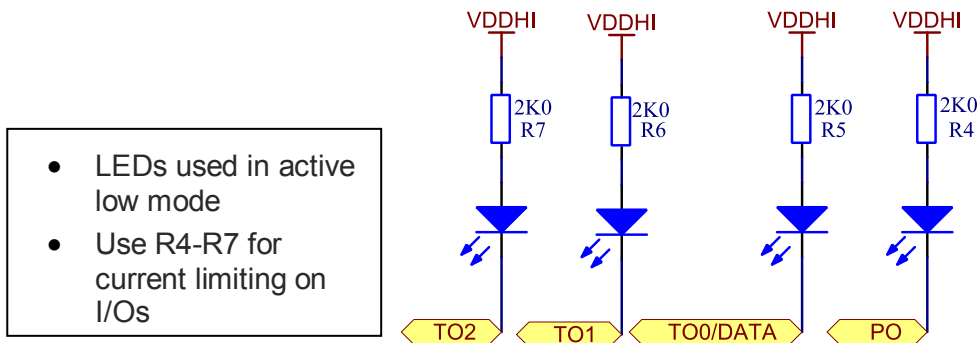 VDDHI VDDHI VDDHI VDDHI
2K0 2K0 2K0 2K0
R7 R6 R5 R4
• LEDs used in active
low mode
• Use R4-R7 for
current limiting on
I/Os
TO2 TO1 TO0/DATA PO